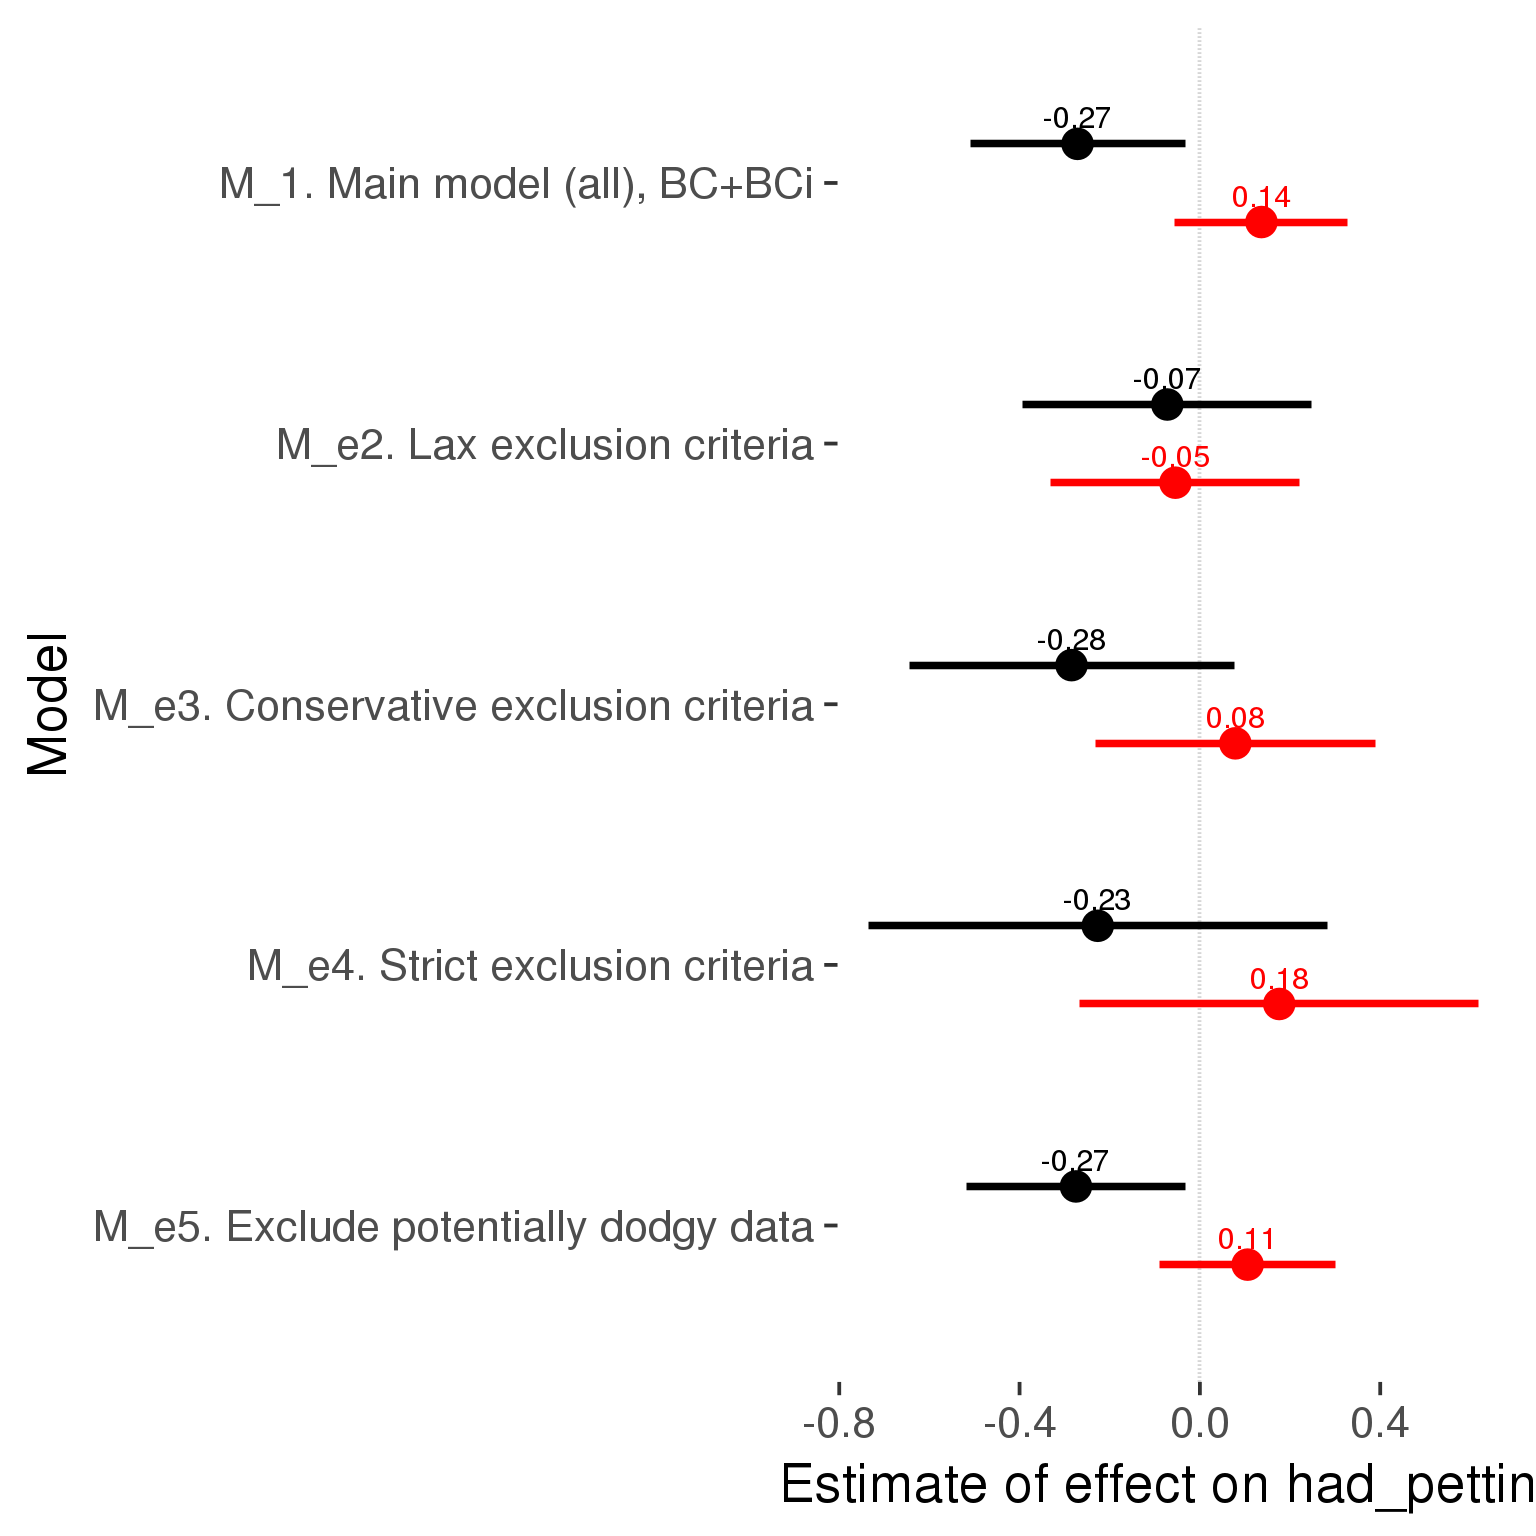 -0.27
M_1. Main model (all), BC+BCi
0.14
-0.07
M_e2. Lax exclusion criteria
-0.05
-0.28
M_e3. Conservative exclusion criteria
0.08
-0.23
M_e4. Strict exclusion criteria
0.18
-0.27
M_e5. Exclude potentially dodgy data
0.11
Model
-0.8 -0.4 0.0 0.4
Estimate of effect on had_pettin